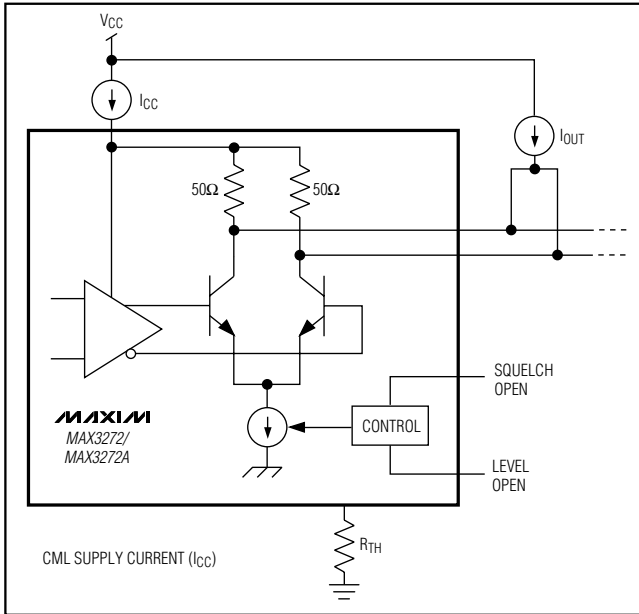 VCC
ICC
IOUT
50Ω
50Ω
SQUELCH
OPEN
MAXIM
MAX3272/
MAX3272A
CONTROL
LEVEL
OPEN
RTH
CML SUPPLY CURRENT (ICC)